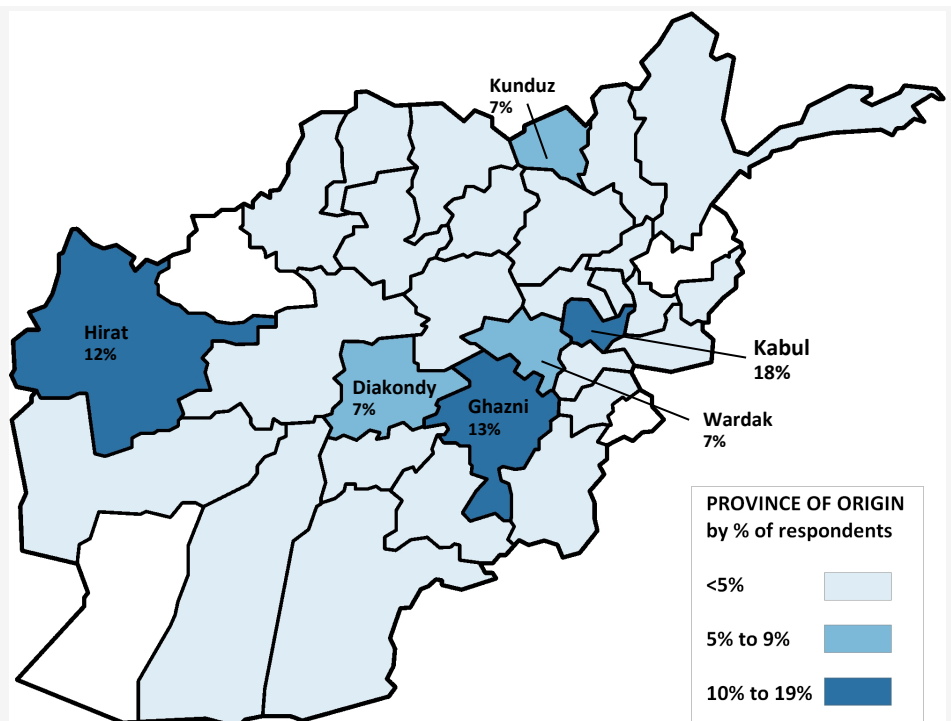 Kunduz
7%
Hirat
12%
Kabul
18%
Diakondy
7%
Ghazni
13%
Wardak
7%
PROVINCE OF ORIGIN
by % of respondents
<5%
5% to 9%
10% to 19%